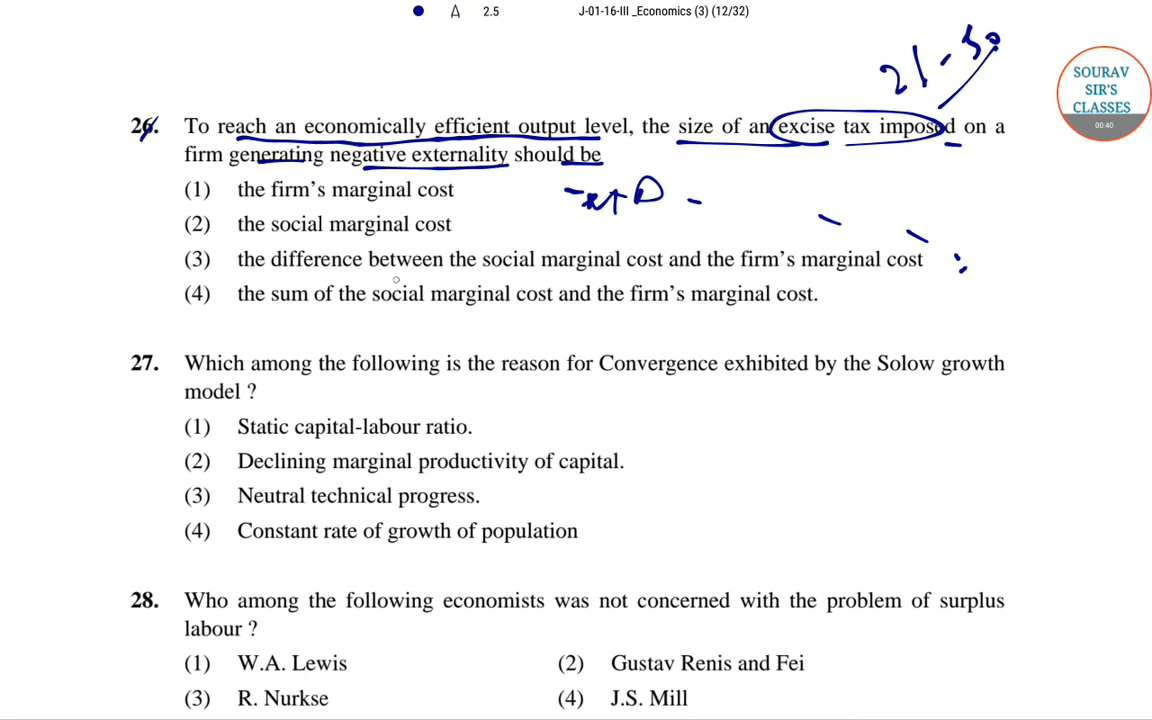 2.5 J-01-16-III _Economics (3) (12/32)
21-50
SOURAV
SIR'S
CLASSES
00:40
26. To reach an economically efficient output level, the size of an excise tax imposed on a
firm generating negative externality should be
(1) the firm's marginal cost
(2) the social marginal cost
(3) the difference between the social marginal cost and the firm's marginal cost
(4) the sum of the social marginal cost and the firm's marginal cost.
27. Which among the following is the reason for Convergence exhibited by the Solow growth
model ?
(1) Static capital-labour ratio.
(2) Declining marginal productivity of capital.
(3) Neutral technical progress.
(4) Constant rate of growth of population
28. Who among the following economists was not concerned with the problem of surplus
labour ?
(1) W.A. Lewis (2) Gustav Renis and Fei
(3) R. Nurkse (4) J.S. Mill